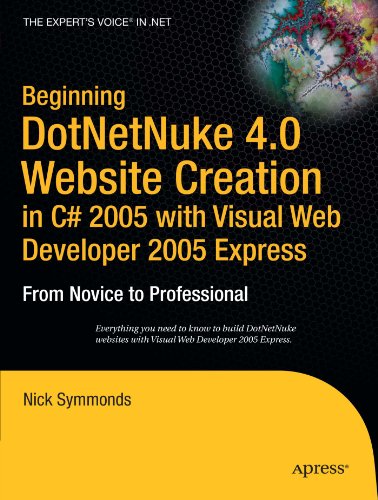 THE EXPERT'S VOICE® IN .NET
Beginning
DotNetNuke 4.0
Website Creation
in C# 2005 with Visual Web
Developer 2005 Express
From Novice to Professional
Everything you need to know to build DotNetNuke
websites with Visual Web Developer 2005 Express.
Nick Symmonds
Apress®